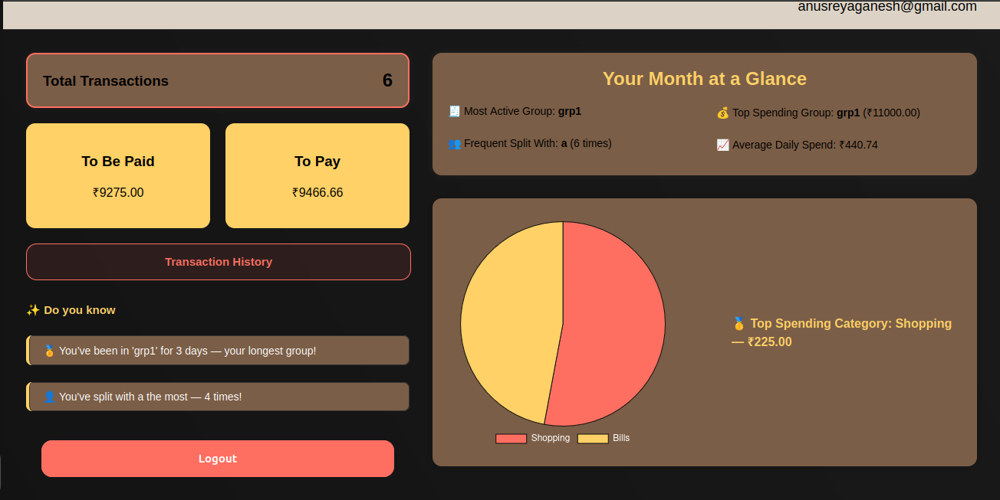 anusreyaganesh@gmail.com
Total Transactions 6
To Be Paid
₹9275.00
To Pay
₹9466.66
Transaction History
✨ Do you know
🏅 You've been in 'grp1' for 3 days — your longest group!
👤 You've split with a the most — 4 times!
Logout
Your Month at a Glance
🧾 Most Active Group: grp1
💰 Top Spending Group: grp1 (₹11000.00)
👥 Frequent Split With: a (6 times)
📈 Average Daily Spend: ₹440.74
Shopping Bills
🥇 Top Spending Category: Shopping
— ₹225.00